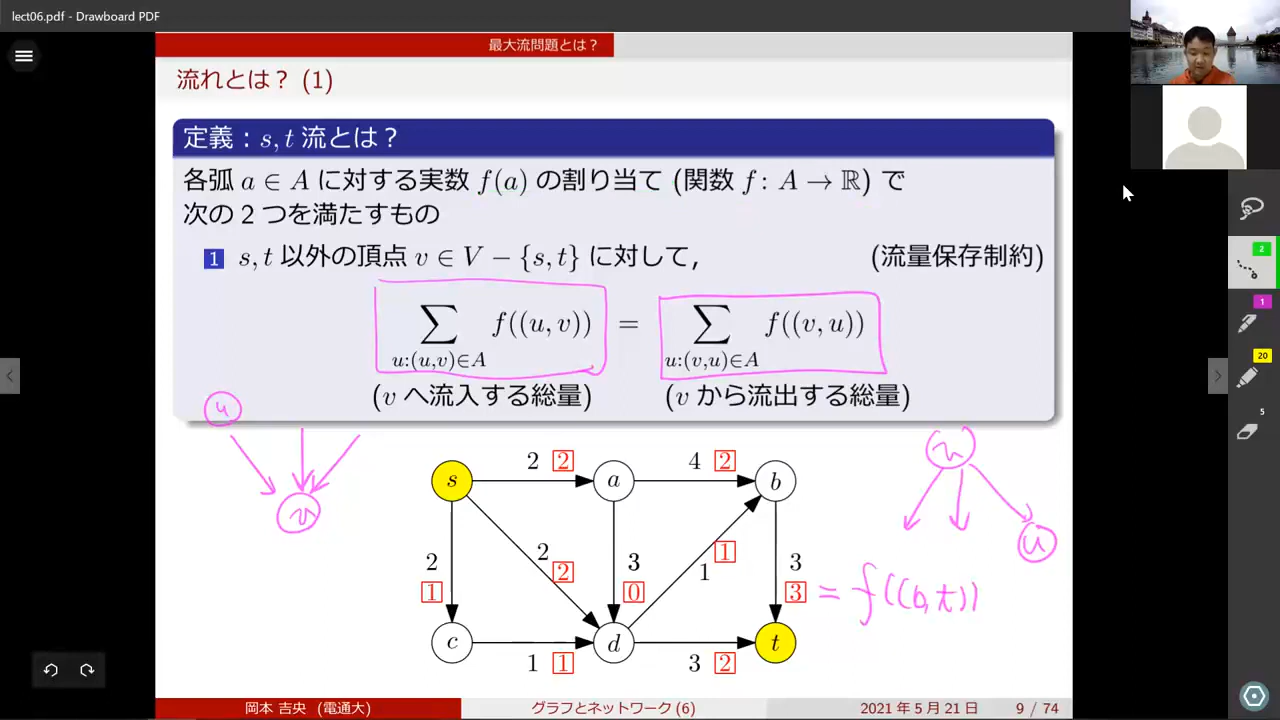 lect06.pdf - Drawboard PDF
最大流問題とは？
流れとは？ (1)
定義：s, t 流とは？
各弧 a ∈ A に対する実数 f(a) の割り当て (関数 f : A → ℝ) で
次の 2 つを満たすもの
1 s, t 以外の頂点 v ∈ V − {s, t} に対して， (流量保存制約)
∑ f((u, v)) = ∑ f((v, u))
u:(u,v)∈A u:(v,u)∈A
(v へ流入する総量) (v から流出する総量)
u
v
v
u
2 2 4 2
s a b
2 1
2 2
3 0
1 1
3 3 = f((b,t))
c d t
1 1 3 2
岡本 吉央 (電通大) グラフとネットワーク (6) 2021 年 5 月 21 日 9 / 74
2
1
20
5